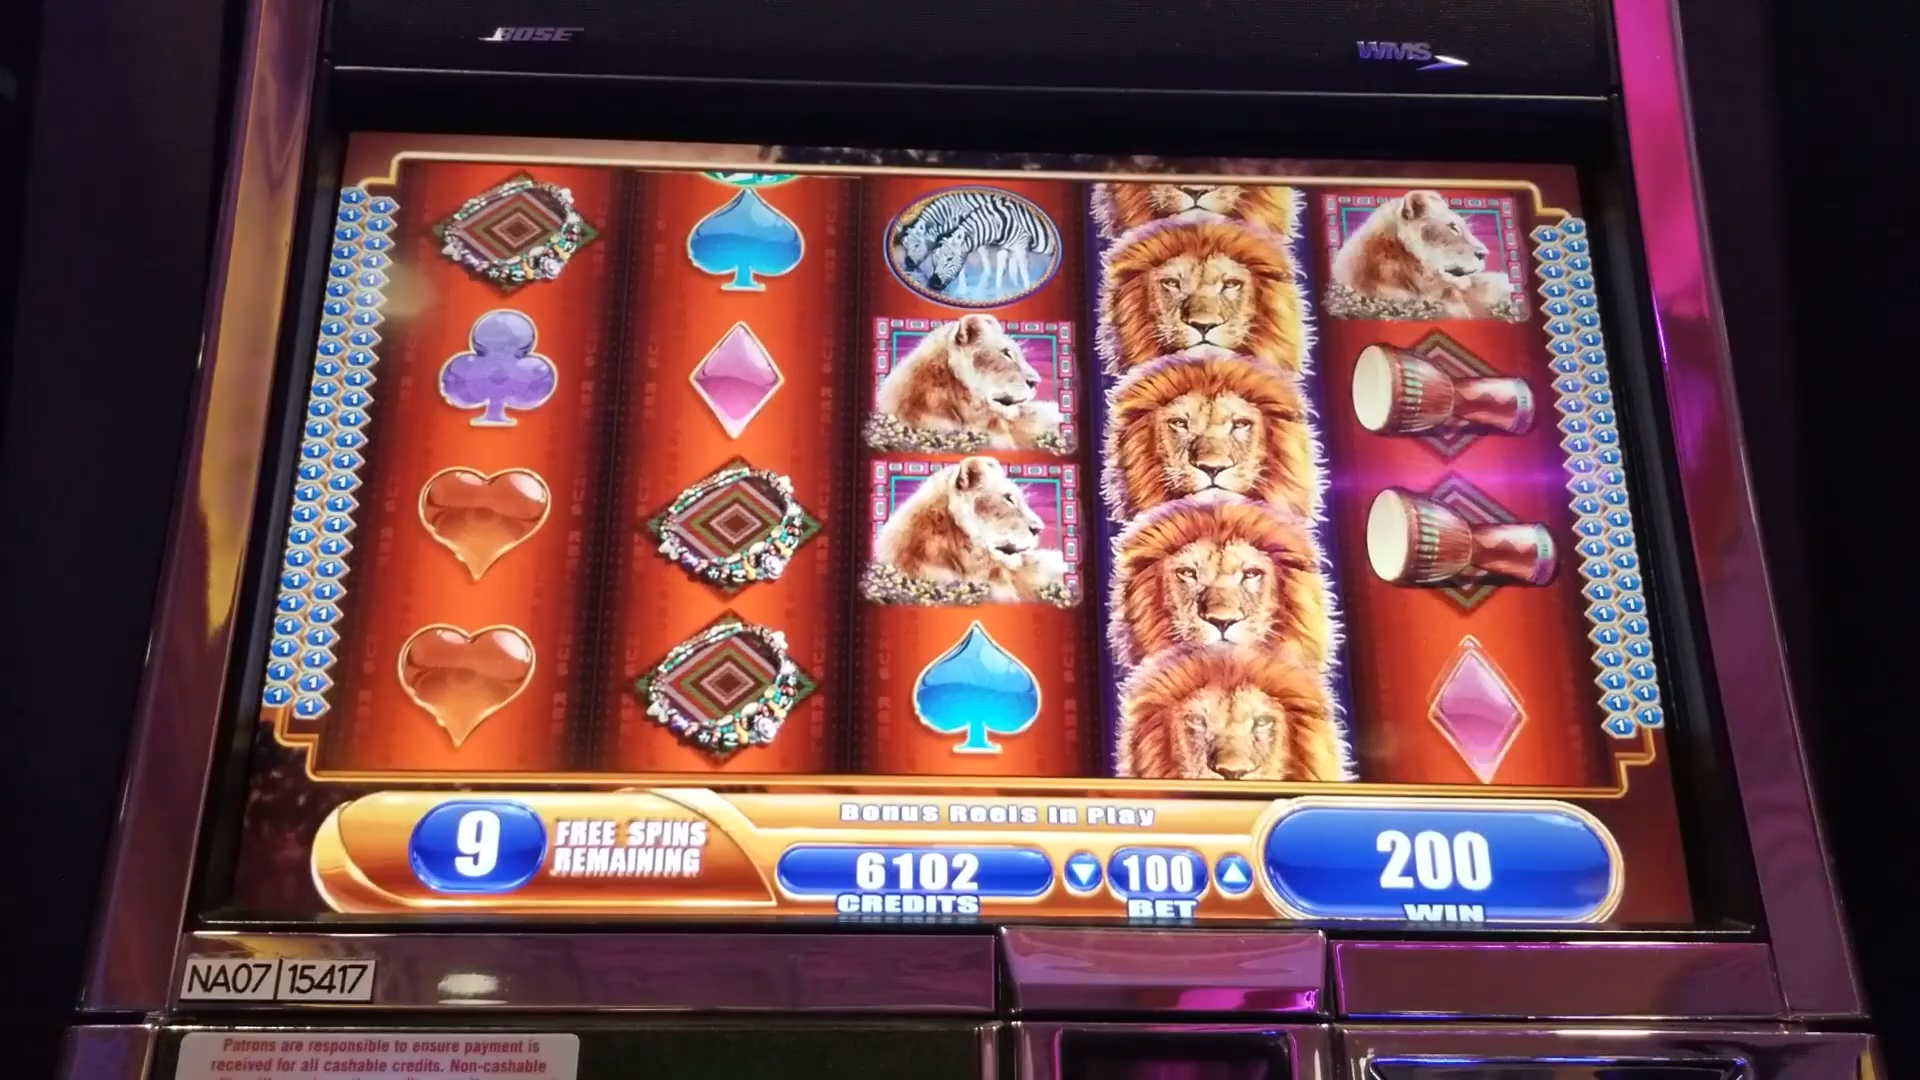 BOSE
WMS
Bonus Reels In Play
9
FREE SPINS
REMAINING
6102
CREDITS
100
BET
200
WIN
NA07|15417
Patrons are responsible to ensure payment is
received for all cashable credits. Non-cashable